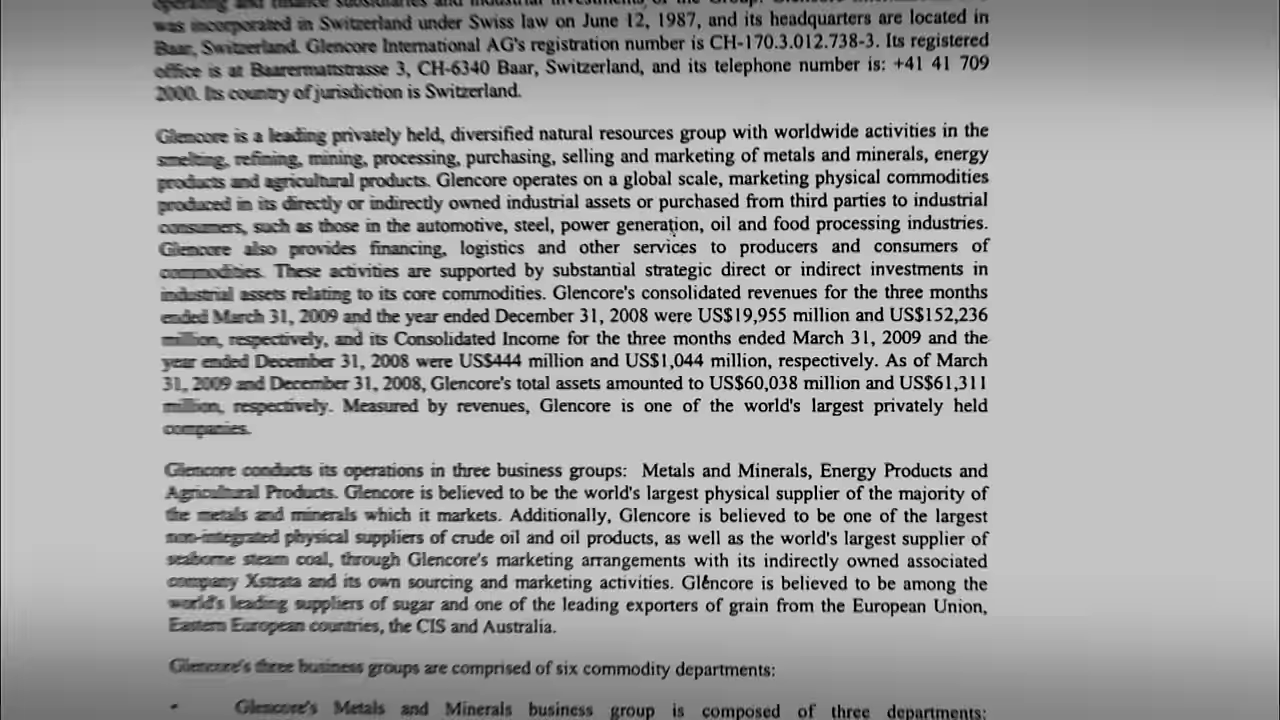 operating and finance subsidiaries and industrial investments of the Group. Glencore
was incorporated in Switzerland under Swiss law on June 12, 1987, and its headquarters are located in
Baar, Switzerland. Glencore International AG's registration number is CH-170.3.012.738-3. Its registered
office is at Baarermattstrasse 3, CH-6340 Baar, Switzerland, and its telephone number is: +41 41 709
2000. Its country of jurisdiction is Switzerland.
Glencore is a leading privately held, diversified natural resources group with worldwide activities in the
smelting, refining, mining, processing, purchasing, selling and marketing of metals and minerals, energy
products and agricultural products. Glencore operates on a global scale, marketing physical commodities
produced in its directly or indirectly owned industrial assets or purchased from third parties to industrial
consumers, such as those in the automotive, steel, power generation, oil and food processing industries.
Glencore also provides financing, logistics and other services to producers and consumers of
commodities. These activities are supported by substantial strategic direct or indirect investments in
industrial assets relating to its core commodities. Glencore's consolidated revenues for the three months
ended March 31, 2009 and the year ended December 31, 2008 were US$19,955 million and US$152,236
million, respectively, and its Consolidated Income for the three months ended March 31, 2009 and the
year ended December 31, 2008 were US$444 million and US$1,044 million, respectively. As of March
31, 2009 and December 31, 2008, Glencore's total assets amounted to US$60,038 million and US$61,311
million, respectively. Measured by revenues, Glencore is one of the world's largest privately held
companies.
Glencore conducts its operations in three business groups: Metals and Minerals, Energy Products and
Agricultural Products. Glencore is believed to be the world's largest physical supplier of the majority of
the metals and minerals which it markets. Additionally, Glencore is believed to be one of the largest
non-integrated physical suppliers of crude oil and oil products, as well as the world's largest supplier of
seaborne steam coal, through Glencore's marketing arrangements with its indirectly owned associated
company Xstrata and its own sourcing and marketing activities. Glencore is believed to be among the
world's leading suppliers of sugar and one of the leading exporters of grain from the European Union,
Eastern European countries, the CIS and Australia.
Glencore's three business groups are comprised of six commodity departments:
• Glencore's Metals and Minerals business group is composed of three departments: